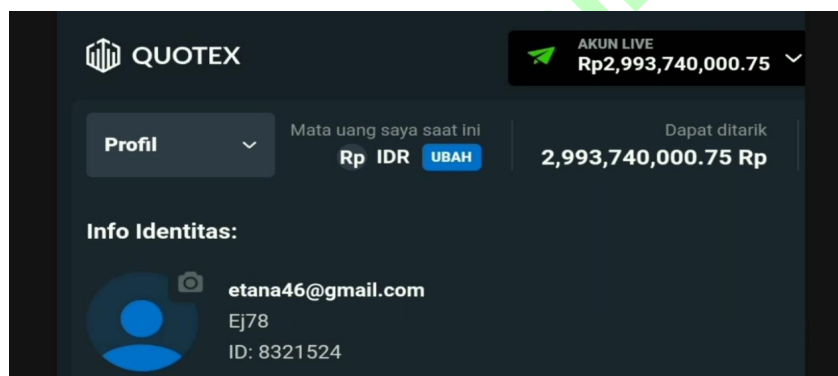 QUOTEX
AKUN LIVE
Rp2,993,740,000.75
Profil
Mata uang saya saat ini
Rp IDR UBAH
Dapat ditarik
2,993,740,000.75 Rp
Info Identitas:
etana46@gmail.com
Ej78
ID: 8321524